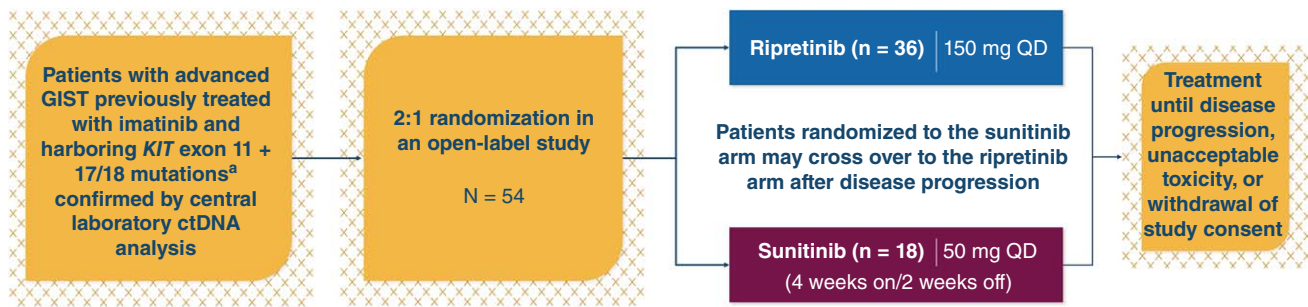 Patients with advanced
GIST previously treated
with imatinib and
harboring KIT exon 11 +
17/18 mutationsᵃ
confirmed by central
laboratory ctDNA
analysis
2:1 randomization in
an open-label study
N = 54
Ripretinib (n = 36) | 150 mg QD
Patients randomized to the sunitinib
arm may cross over to the ripretinib
arm after disease progression
Sunitinib (n = 18) | 50 mg QD
(4 weeks on/2 weeks off)
Treatment
until disease
progression,
unacceptable
toxicity, or
withdrawal of
study consent